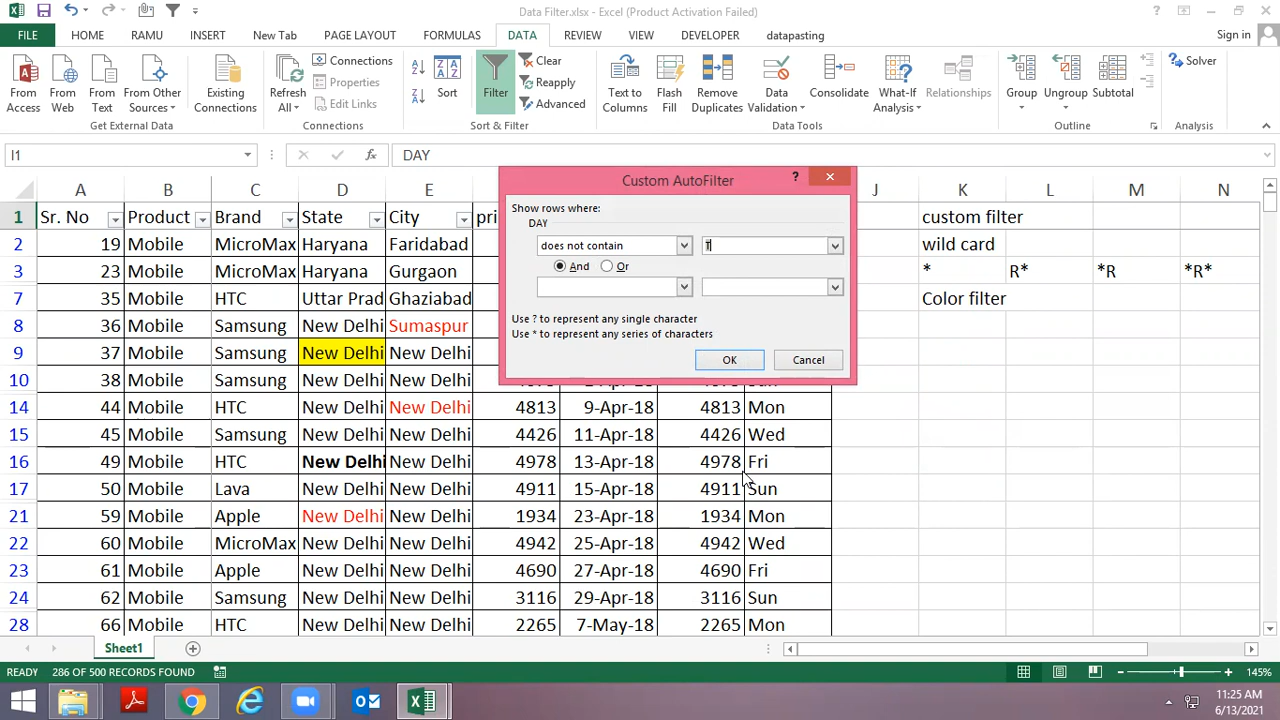 Data Filter.xlsx - Excel (Product Activation Failed)
FILE HOME RAMU INSERT New Tab PAGE LAYOUT FORMULAS DATA REVIEW VIEW DEVELOPER datapasting Sign in
From Access From Web From Text From Other Sources Existing Connections Refresh All Connections Properties Edit Links Sort Filter Clear Reapply Advanced Text to Columns Flash Fill Remove Duplicates Data Validation Consolidate What-If Analysis Relationships Group Ungroup Subtotal Solver
Get External Data Connections Sort & Filter Data Tools Outline Analysis
I1 fx DAY
A B C D E J K L M N
1 Sr. No Product Brand State City pri custom filter
2 19 Mobile MicroMax Haryana Faridabad wild card
3 23 Mobile MicroMax Haryana Gurgaon * R* *R *R*
7 35 Mobile HTC Uttar Prad Ghaziabad Color filter
8 36 Mobile Samsung New Delhi Sumaspur
9 37 Mobile Samsung New Delhi New Delhi
10 38 Mobile Samsung New Delhi New Delhi
14 44 Mobile HTC New Delhi New Delhi 4813 9-Apr-18 4813 Mon
15 45 Mobile Samsung New Delhi New Delhi 4426 11-Apr-18 4426 Wed
16 49 Mobile HTC New Delhi New Delhi 4978 13-Apr-18 4978 Fri
17 50 Mobile Lava New Delhi New Delhi 4911 15-Apr-18 4911 Sun
21 59 Mobile Apple New Delhi New Delhi 1934 23-Apr-18 1934 Mon
22 60 Mobile MicroMax New Delhi New Delhi 4942 25-Apr-18 4942 Wed
23 61 Mobile Apple New Delhi New Delhi 4690 27-Apr-18 4690 Fri
24 62 Mobile Samsung New Delhi New Delhi 3116 29-Apr-18 3116 Sun
28 66 Mobile HTC New Delhi New Delhi 2265 7-May-18 2265 Mon
Custom AutoFilter ?
Show rows where:
DAY
does not contain T
And Or
Use ? to represent any single character
Use * to represent any series of characters
OK Cancel
Sheet1
READY 286 OF 500 RECORDS FOUND 145%
11:25 AM
6/13/2021